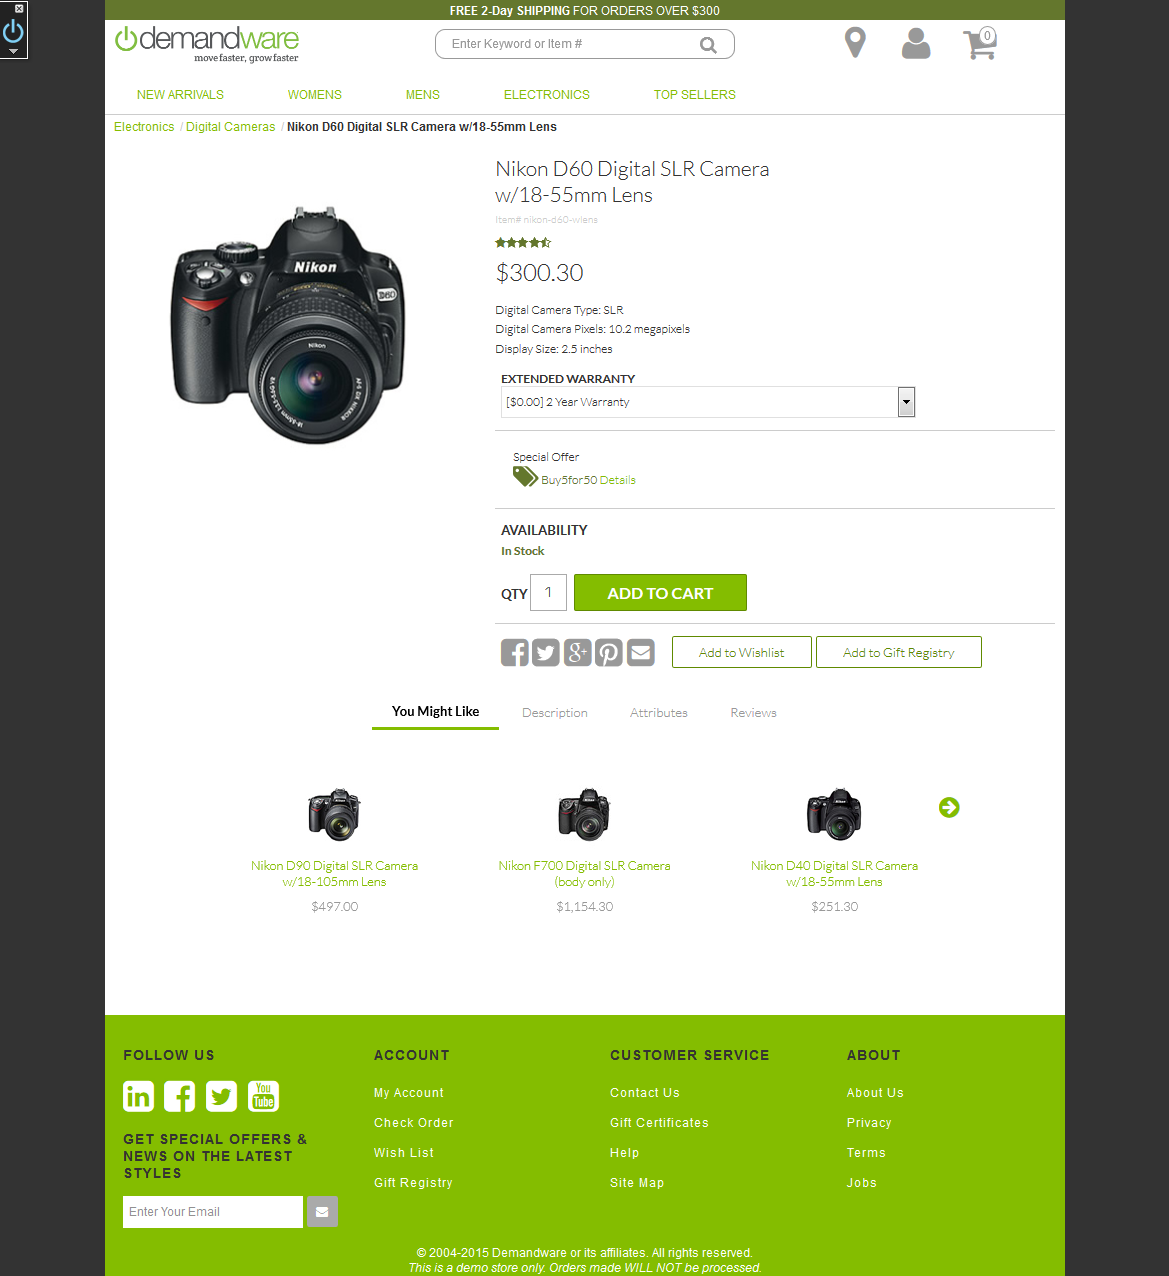 FREE 2-Day SHIPPING FOR ORDERS OVER $300
demandware
move faster, grow faster
Enter Keyword or Item #
0
NEW ARRIVALS
WOMENS
MENS
ELECTRONICS
TOP SELLERS
Electronics / Digital Cameras / Nikon D60 Digital SLR Camera w/18-55mm Lens
Nikon
D60
Nikon
Nikon D60 Digital SLR Camera
w/18-55mm Lens
Item# nikon-d60-wlens
$300.30
Digital Camera Type: SLR
Digital Camera Pixels: 10.2 megapixels
Display Size: 2.5 inches
EXTENDED WARRANTY
[$0.00] 2 Year Warranty
Special Offer
Buy5for50 Details
AVAILABILITY
In Stock
QTY 1 ADD TO CART
Add to Wishlist
Add to Gift Registry
You Might Like
Description
Attributes
Reviews
Nikon D90 Digital SLR Camera
w/18-105mm Lens
$497.00
Nikon F700 Digital SLR Camera
(body only)
$1,154.30
Nikon D40 Digital SLR Camera
w/18-55mm Lens
$251.30
FOLLOW US
You
Tube
GET SPECIAL OFFERS &
NEWS ON THE LATEST
STYLES
Enter Your Email
ACCOUNT
My Account
Check Order
Wish List
Gift Registry
CUSTOMER SERVICE
Contact Us
Gift Certificates
Help
Site Map
ABOUT
About Us
Privacy
Terms
Jobs
© 2004-2015 Demandware or its affiliates. All rights reserved.
This is a demo store only. Orders made WILL NOT be processed.